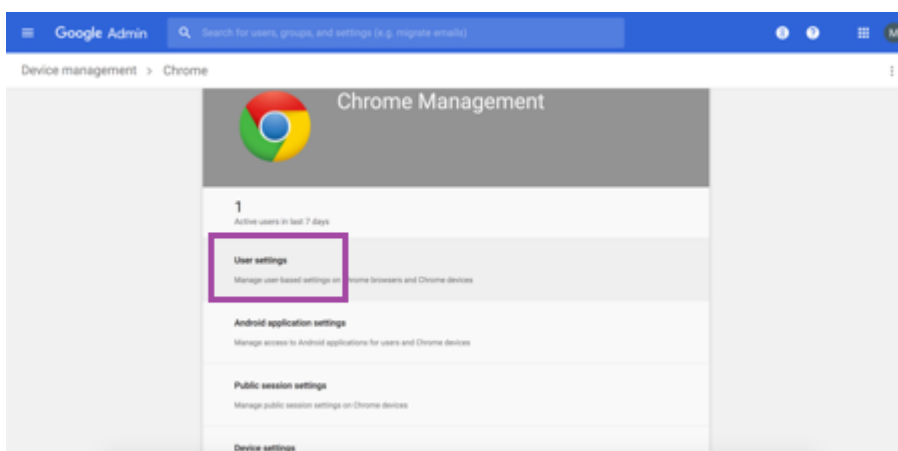 Google Admin
Search for users, groups, and settings (e.g. migrate emails)
M
Device management > Chrome
Chrome Management
1
Active users in last 7 days
User settings
Manage user-based settings on Chrome browsers and Chrome devices
Android application settings
Manage access to Android applications for users and Chrome devices
Public session settings
Manage public session settings on Chrome devices
Device settings